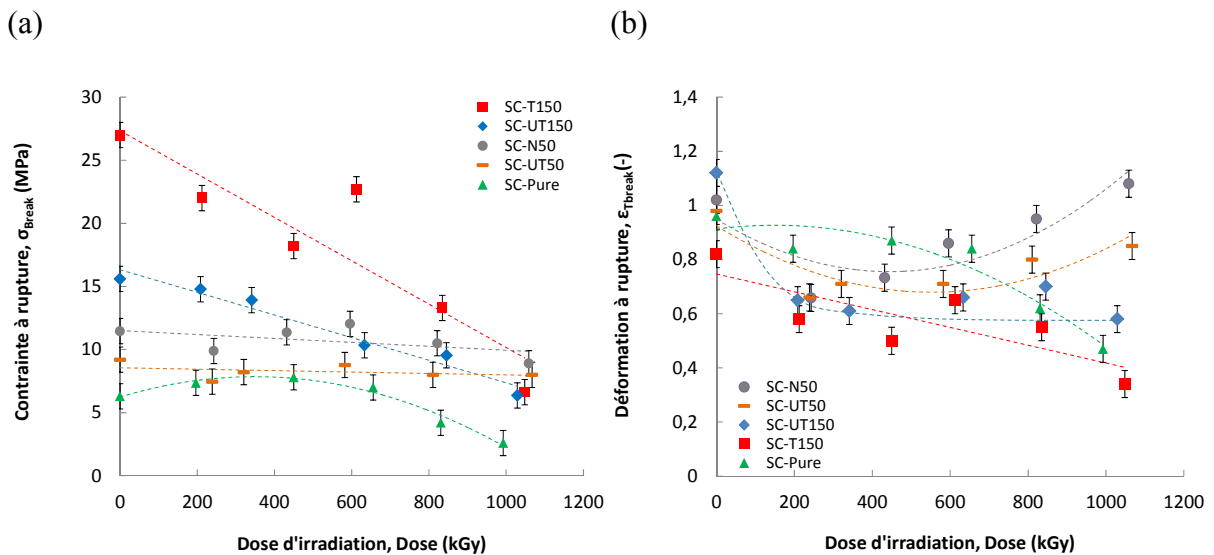 (a)
(b)
Contrainte à rupture, σBreak (MPa)
30
25
20
15
10
5
0
0
200
400
600
800
1000
1200
Dose d'irradiation, Dose (kGy)
SC-T150
SC-UT150
SC-N50
SC-UT50
SC-Pure
Déformation à rupture, εTbreak(-)
1,4
1,2
1
0,8
0,6
0,4
0,2
0
0
200
400
600
800
1000
1200
Dose d'irradiation, Dose (kGy)
SC-N50
SC-UT50
SC-UT150
SC-T150
SC-Pure